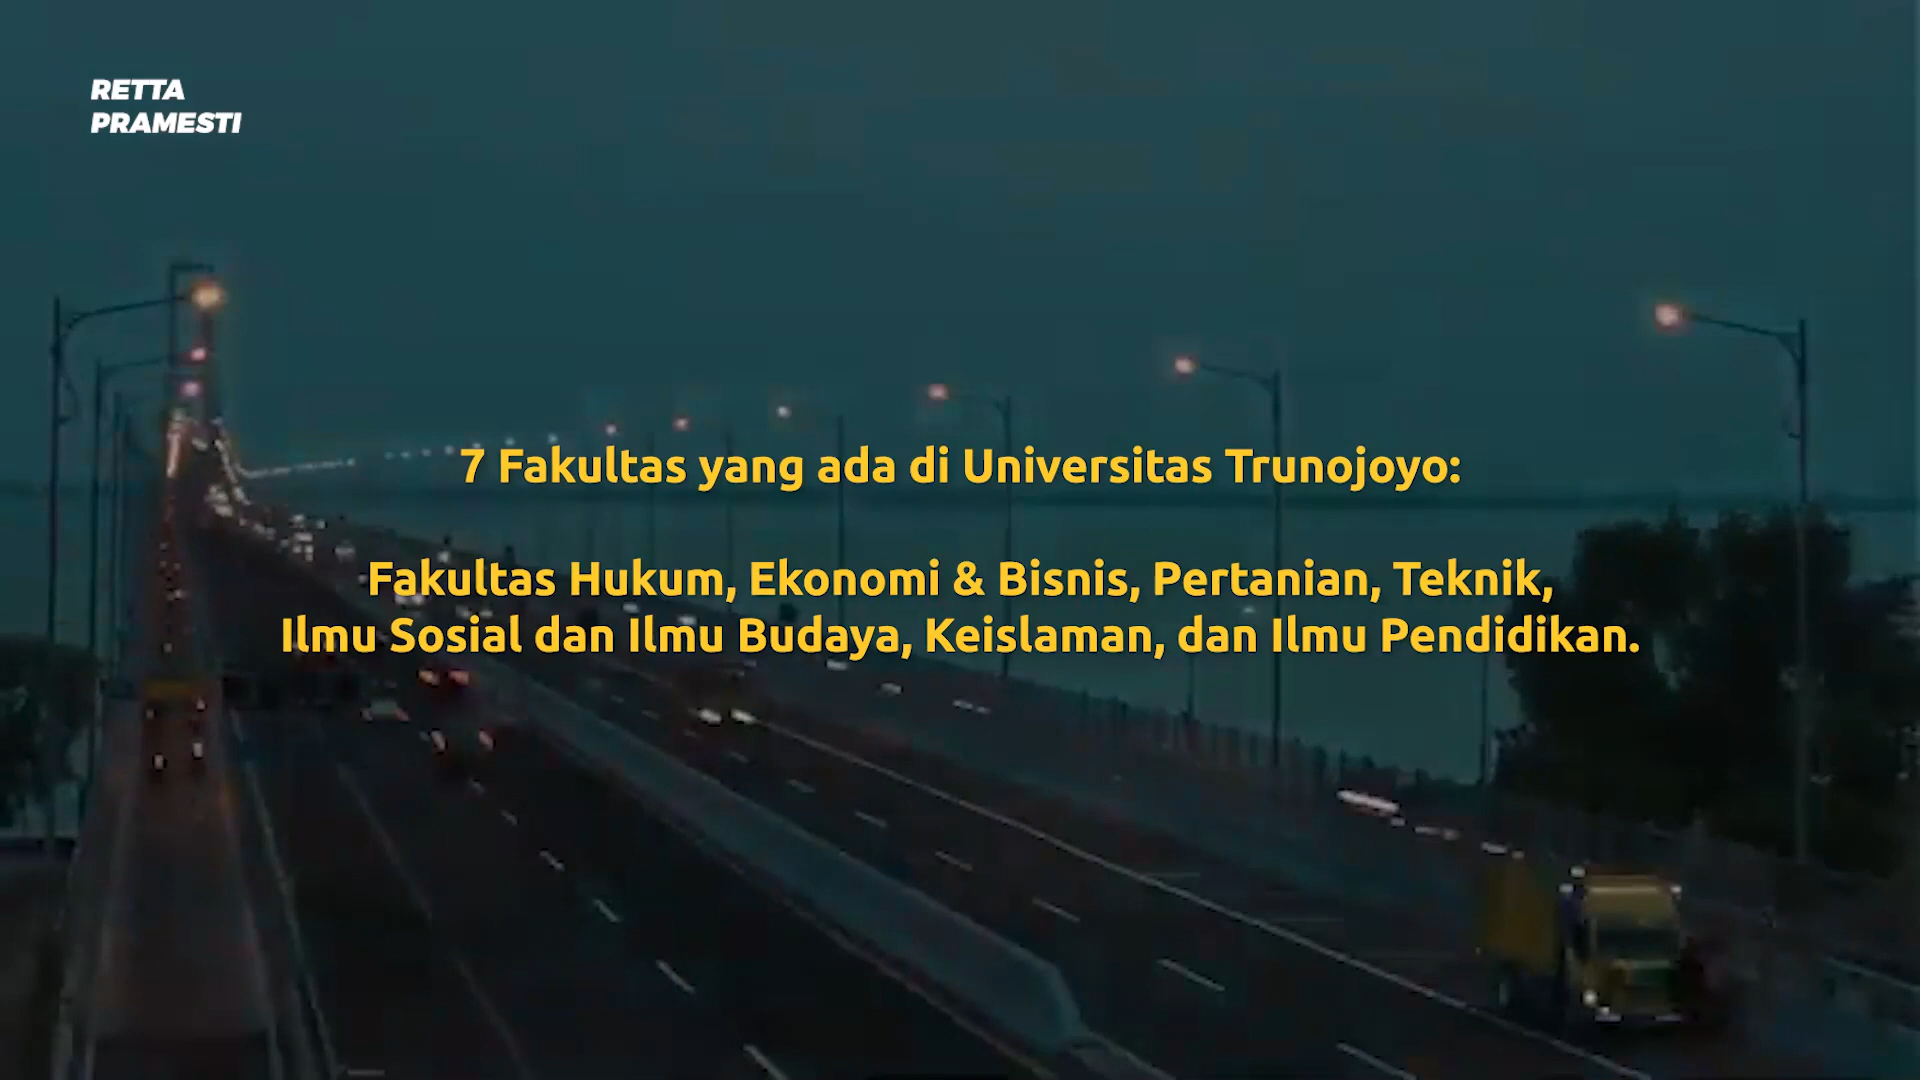 RETTA
PRAMESTI
7 Fakultas yang ada di Universitas Trunojoyo:
Fakultas Hukum, Ekonomi & Bisnis, Pertanian, Teknik,
Ilmu Sosial dan Ilmu Budaya, Keislaman, dan Ilmu Pendidikan.